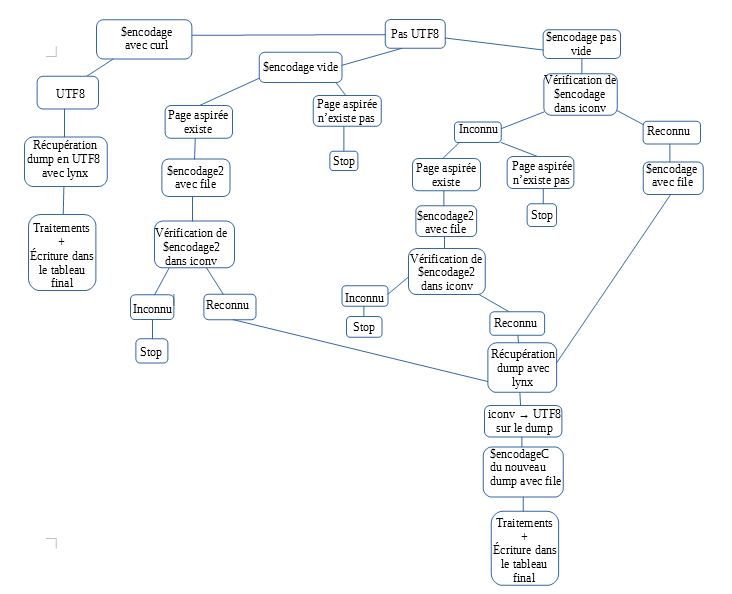 $encodage
avec curl
Pas UTF8
$encodage pas
vide
$encodage vide
UTF8
Vérification de
$encodage
dans iconv
Page aspirée
existe
Page aspirée
n'existe pas
Inconnu
Reconnu
Récupération
dump en UTF8
avec lynx
Stop
Page aspirée
existe
Page aspirée
n'existe pas
$encodage
avec file
$encodage2
avec file
Stop
Traitements
+
Écriture dans
le tableau
final
$encodage2
avec file
Vérification de
$encodage2
dans iconv
Vérification de
$encodage2
dans iconv
Inconnu
Reconnu
Inconnu
Stop
Reconnu
Stop
Récupération
dump avec
lynx
iconv → UTF8
sur le dump
$encodageC
du nouveau
dump avec file
Traitements
+
Écriture dans
le tableau
final